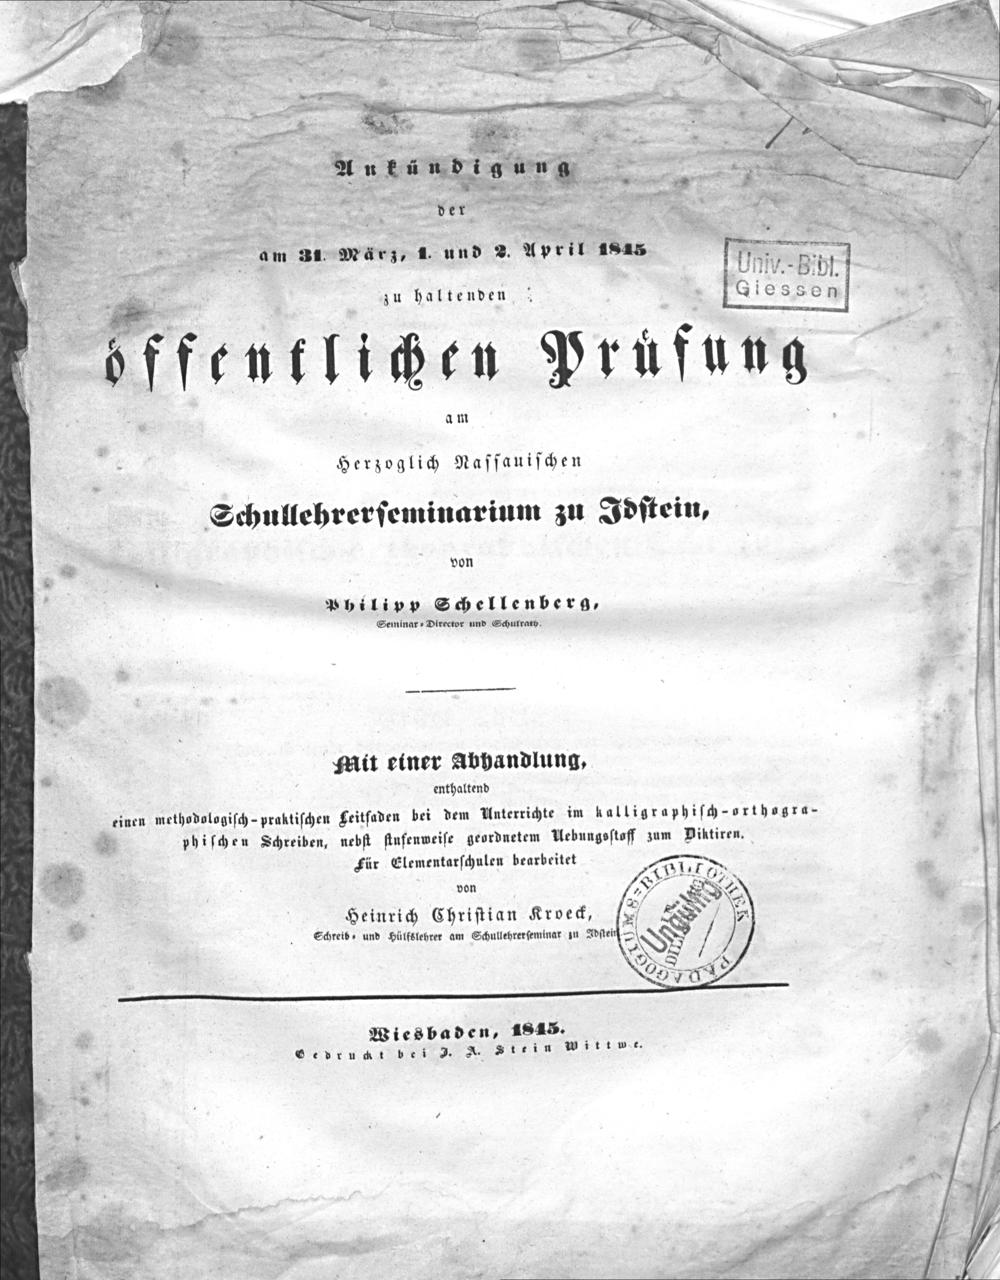 Ankündigung
der
am 31. März, 1. und 2. April 1845
zu haltenden
öffentlichen Prüfung
am
Herzoglich Nassauischen
Schullehrerseminarium zu Idstein,
von
Philipp Schellenberg,
Seminar-Director und Schulrath.
Univ.-Bibl.
Giessen
Mit einer Abhandlung,
enthaltend
einen methodologisch-praktischen Leitfaden bei dem Unterrichte im kalligraphisch-orthogra-
phischen Schreiben, nebst stufenweise geordnetem Uebungsstoff zum Diktiren.
Für Elementarschulen bearbeitet
von
Heinrich Christian Kroeck,
Schreib- und Hülfslehrer am Schullehrerseminar zu Idstein
PÄDAGOGIUMS-BIBLIOTHEK
Ungültig
Wiesbaden, 1845.
Gedruckt bei J. A. Stein Wittwe.